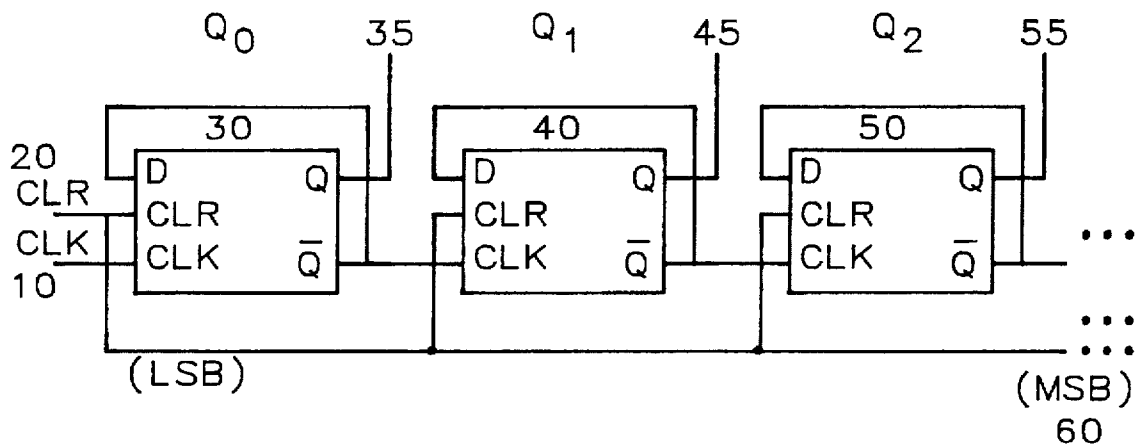 Q0 35 Q1 45 Q2 55
30 40 50
20
CLR
CLK
10
D Q
CLR
CLK Q̅
D Q
CLR
CLK Q̅
D Q
CLR
CLK Q̅
...
...
...
(LSB)
(MSB)
60